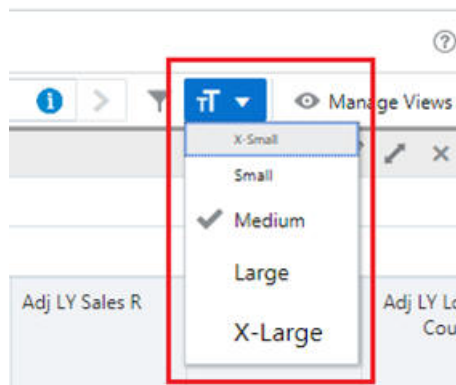 Manage Views
X-Small
Small
Medium
Large
X-Large
Adj LY Sales R
Adj LY Lo
Cou